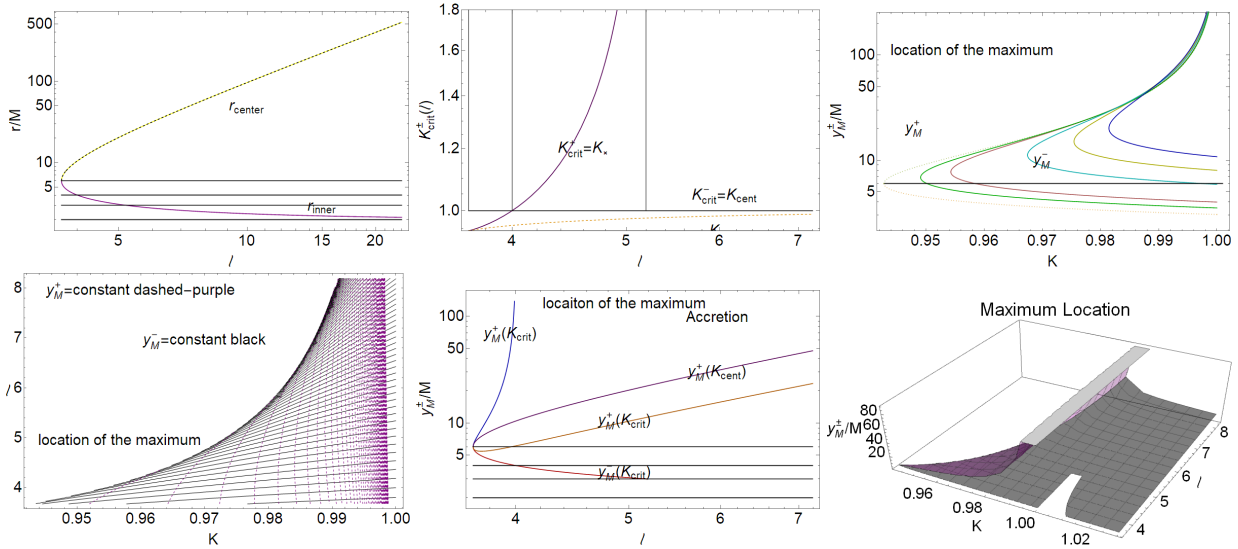 500
100
50
10
5
r/M
r_center
r_inner
5
10
15
20
l
1.8
1.6
1.4
1.2
1.0
K^±_crit(l)
K^+_crit=K_×
K^-_crit=K_cent
4
5
6
7
l
100
50
10
5
y^±_M/M
location of the maximum
y^+_M
y^-_M
0.95
0.96
0.97
0.98
0.99
1.00
K
8
7
6
5
4
l
y^+_M=constant dashed-purple
y^-_M=constant black
location of the maximum
0.95
0.96
0.97
0.98
0.99
1.00
K
100
50
10
5
y^±_M/M
locaiton of the maximum
Accretion
y^+_M(K_crit)
y^+_M(K_cent)
y^+_M(K_crit)
y^-_M(K_crit)
4
5
6
7
l
Maximum Location
80
60
40
20
y^±_M/M
0.96
0.98
1.00
1.02
K
4
5
6
7
8
l